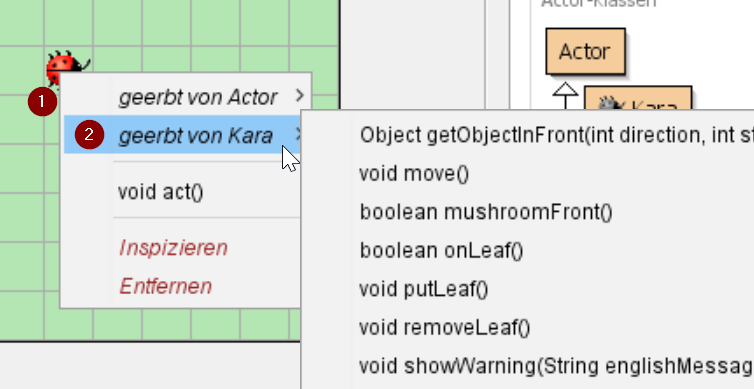 Actor-Klassen
Actor
Kara
1
geerbt von Actor
2
geerbt von Kara
void act()
Inspizieren
Entfernen
Object getObjectInFront(int direction, int
void move()
boolean mushroomFront()
boolean onLeaf()
void putLeaf()
void removeLeaf()
void showWarning(String englishMessag